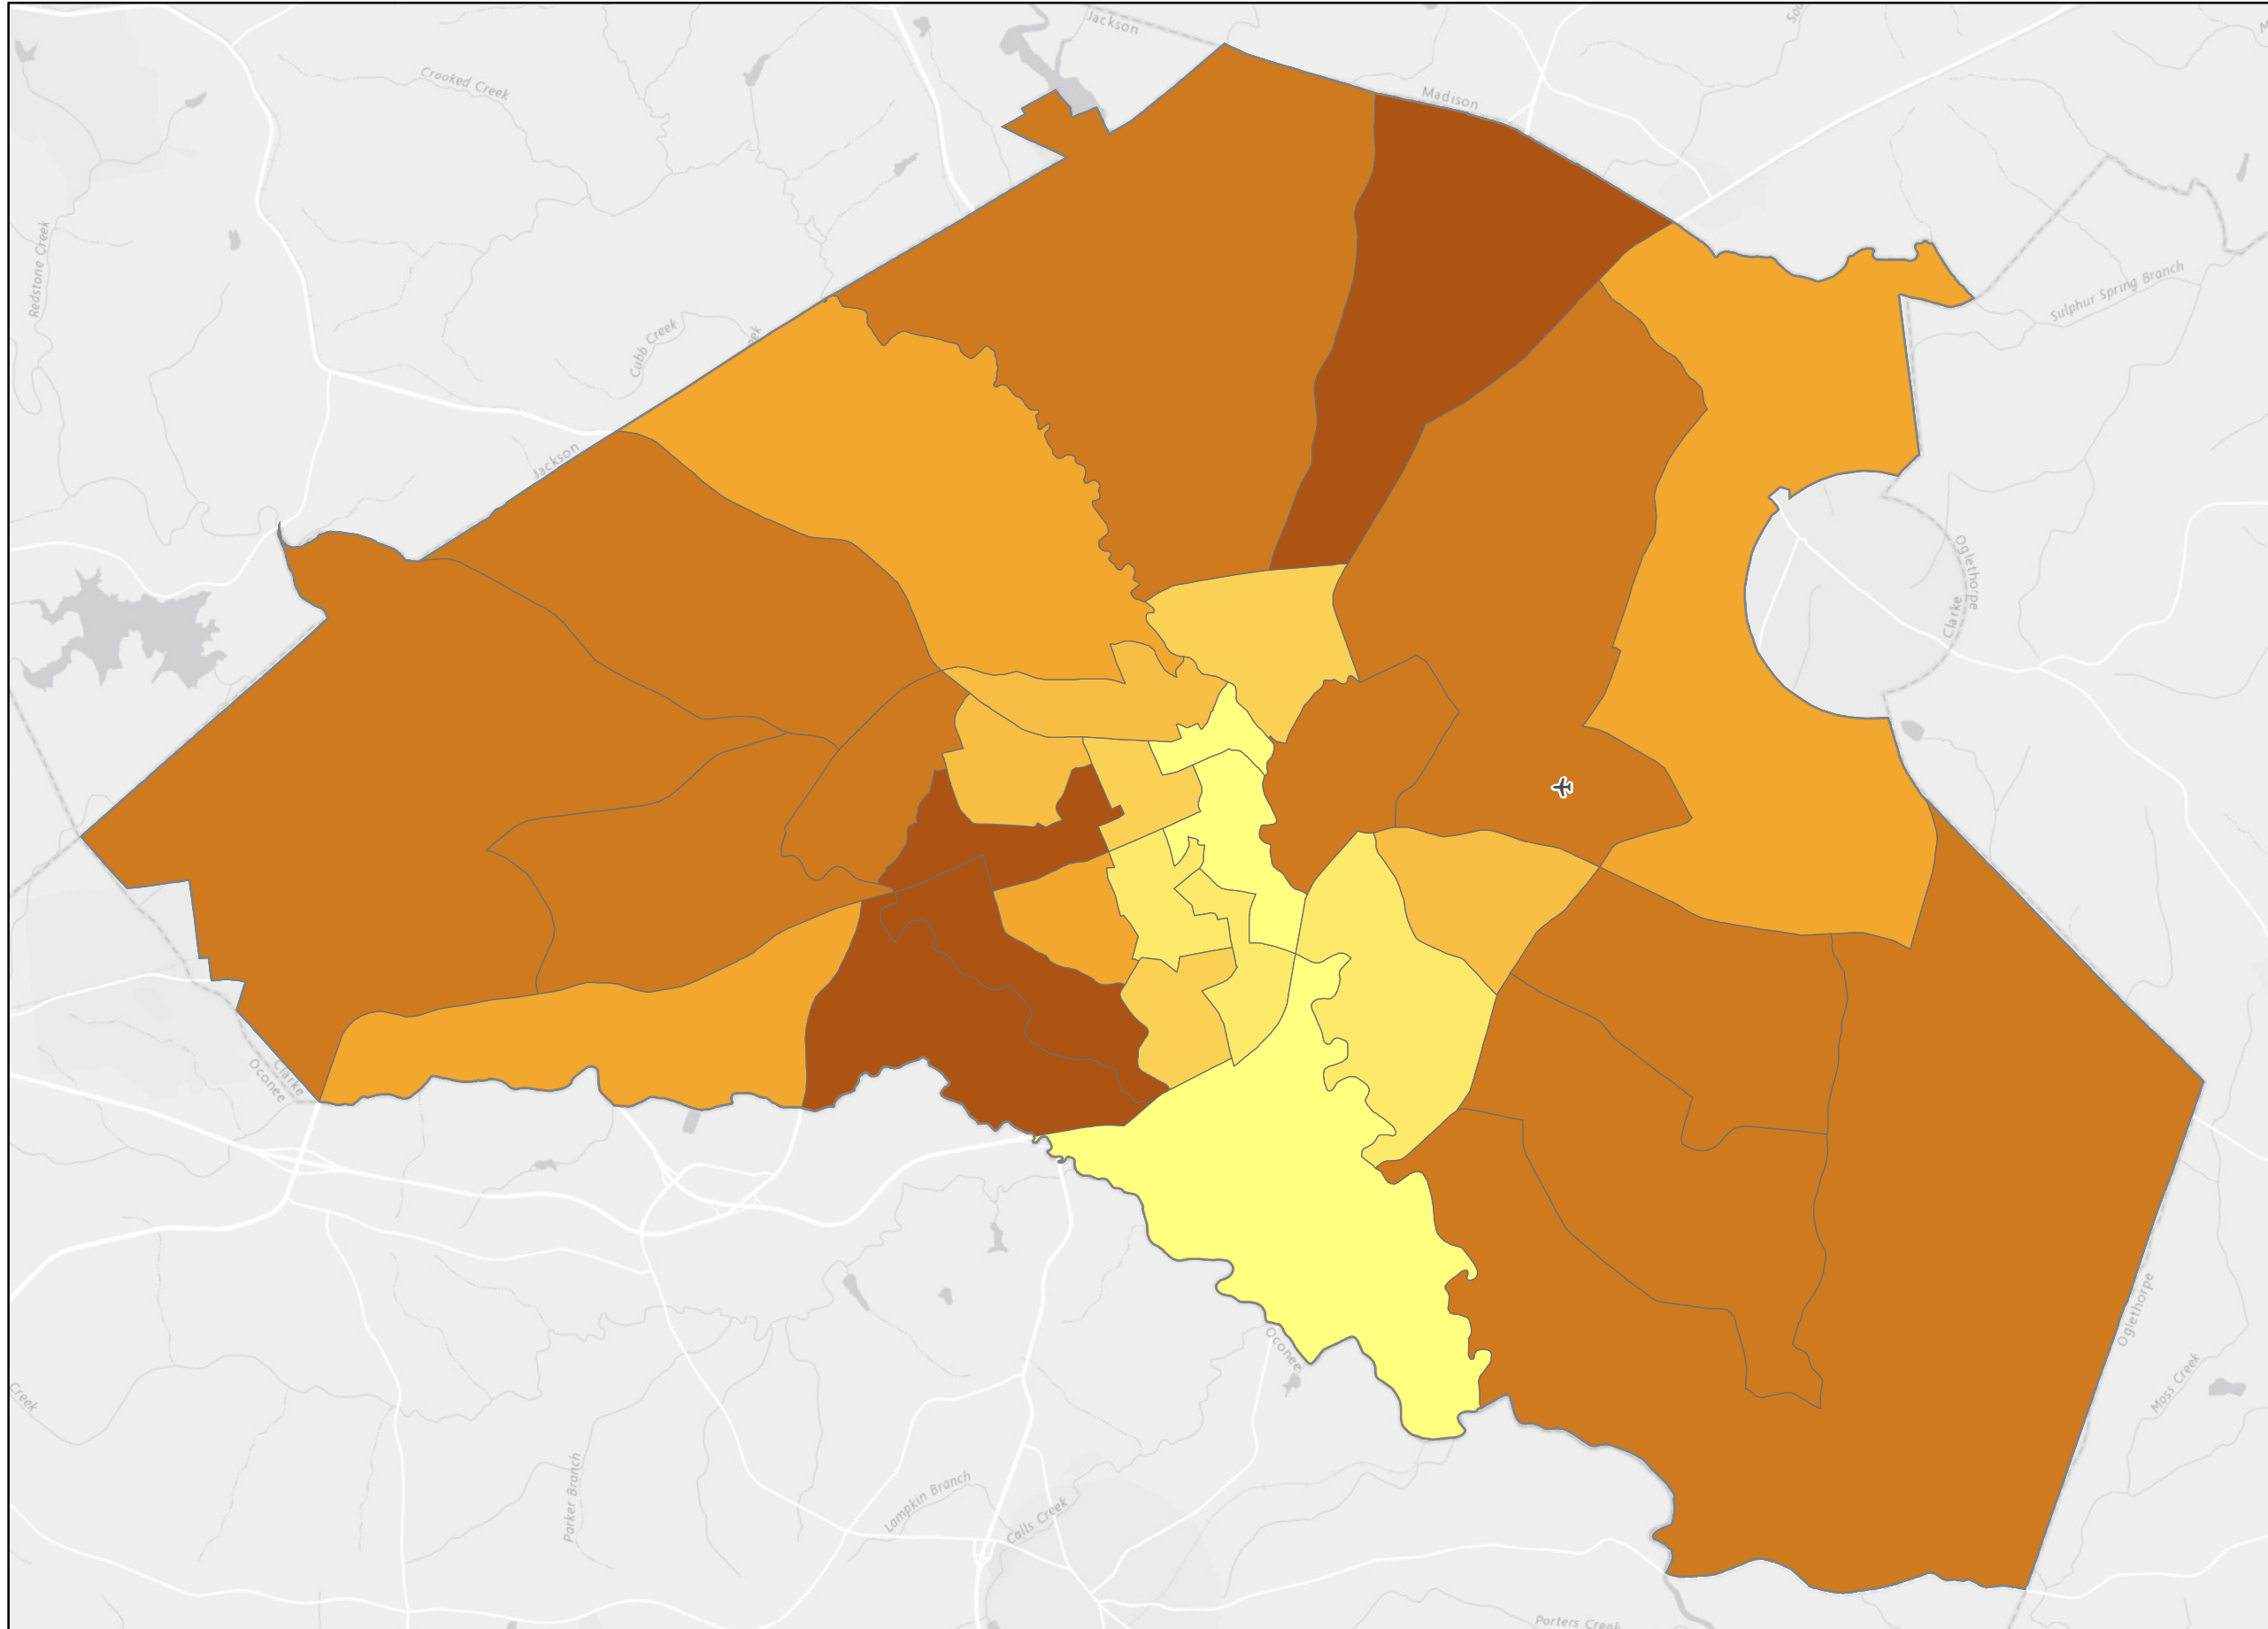 Jackson
Crooked Creek
Madison
Redstone Creek
Sulphur Spring Branch
Cubb Creek
Jackson
Oglethorpe
Clarke
Clarke
Oconee
Oglethorpe
Oconee
Creek
Moss Creek
Parker Branch
Lampkin Branch
Calls Creek
Porters Creek